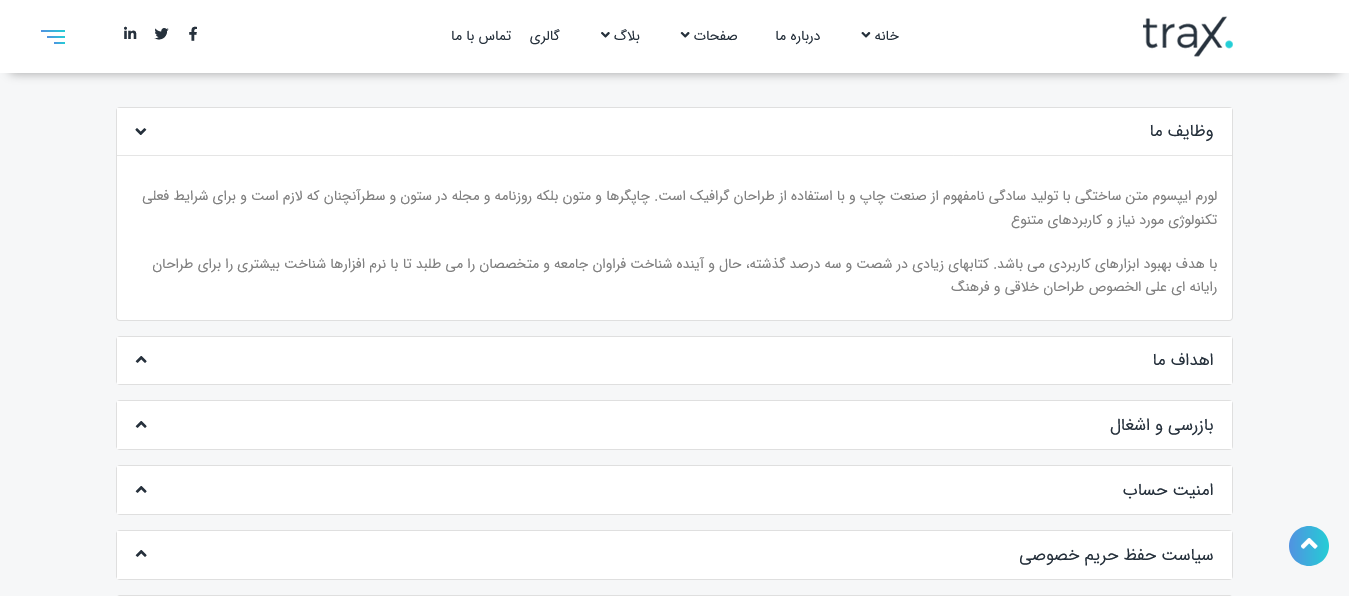 trax.
خانه
درباره ما
صفحات
بلاگ
گالری
تماس با ما
وظایف ما
لورم ایپسوم متن ساختگی با تولید سادگی نامفهوم از صنعت چاپ و با استفاده از طراحان گرافیک است. چاپگرها و متون بلکه روزنامه و مجله در ستون و سطرآنچنان که لازم است و برای شرایط فعلی
تکنولوژی مورد نیاز و کاربردهای متنوع
با هدف بهبود ابزارهای کاربردی می باشد. کتابهای زیادی در شصت و سه درصد گذشته، حال و آینده شناخت فراوان جامعه و متخصصان را می طلبد تا با نرم افزارها شناخت بیشتری را برای طراحان
رایانه ای علی الخصوص طراحان خلاقی و فرهنگ
اهداف ما
بازرسی و اشغال
امنیت حساب
سیاست حفظ حریم خصوصی